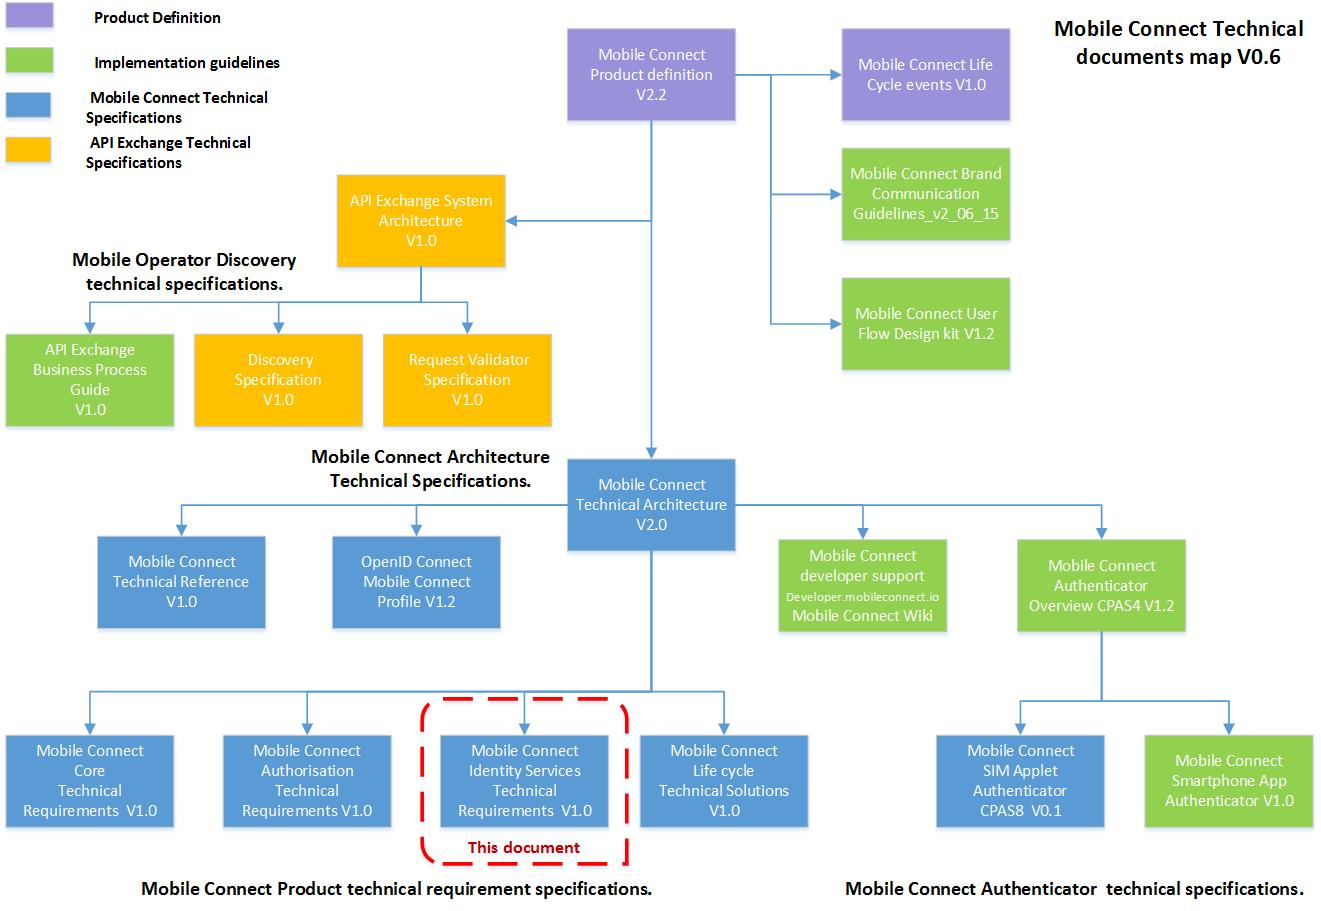 Product Definition
Implementation guidelines
Mobile Connect Technical
Specifications
API Exchange Technical
Specifications
Mobile Connect Technical
documents map V0.6
Mobile Connect
Product definition
V2.2
Mobile Connect Life
Cycle events V1.0
Mobile Connect Brand
Communication
Guidelines_v2_06_15
Mobile Connect User
Flow Design kit V1.2
API Exchange System
Architecture
V1.0
Mobile Operator Discovery
technical specifications.
API Exchange
Business Process
Guide
V1.0
Discovery
Specification
V1.0
Request Validator
Specification
V1.0
Mobile Connect Architecture
Technical Specifications.
Mobile Connect
Technical Architecture
V2.0
Mobile Connect
Technical Reference
V1.0
OpenID Connect
Mobile Connect
Profile V1.2
Mobile Connect
developer support
Developer.mobileconnect.io
Mobile Connect Wiki
Mobile Connect
Authenticator
Overview CPAS4 V1.2
Mobile Connect
Core
Technical
Requirements V1.0
Mobile Connect
Authorisation
Technical
Requirements V1.0
Mobile Connect
Identity Services
Technical
Requirements V1.0
This document
Mobile Connect
Life cycle
Technical Solutions
V1.0
Mobile Connect
SIM Applet
Authenticator
CPAS8 V0.1
Mobile Connect
Smartphone App
Authenticator V1.0
Mobile Connect Product technical requirement specifications.
Mobile Connect Authenticator technical specifications.